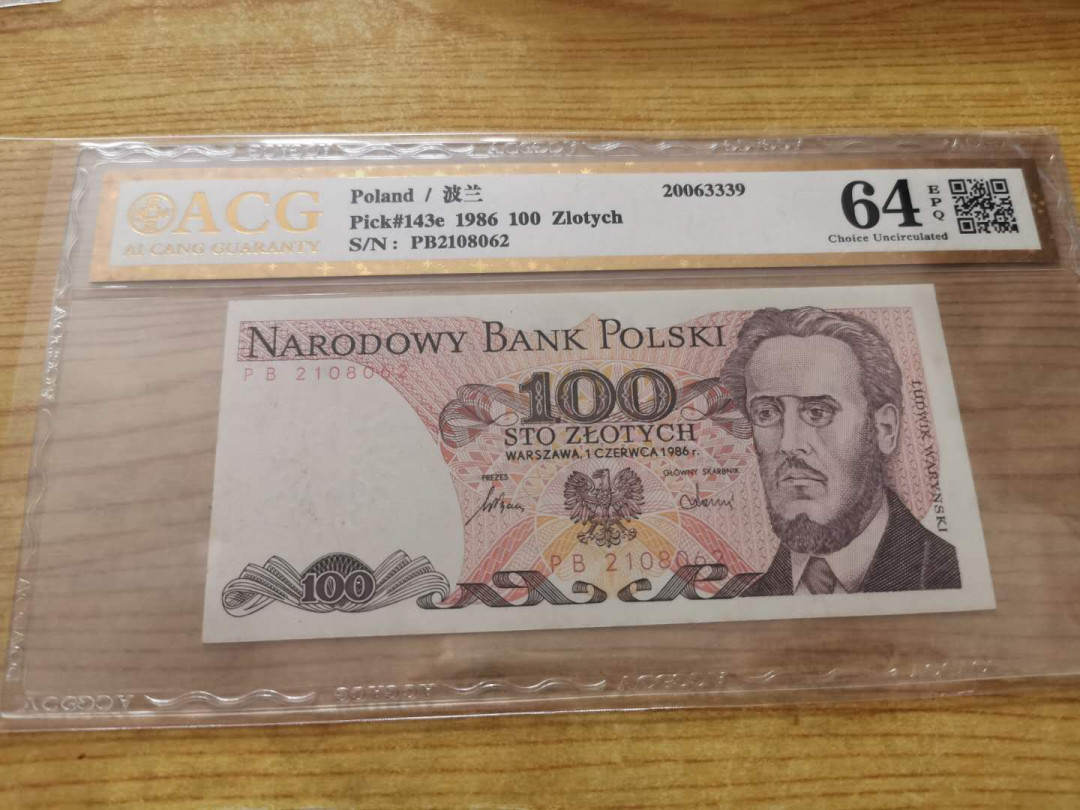 ACG
AI CANG GUARANTY
Poland / 波兰
Pick#143e 1986 100 Zlotych
S/N: PB2108062
20063339
64
EPQ
Choice Uncirculated
NARODOWY BANK POLSKI
PB 2108062
100
STO ZŁOTYCH
WARSZAWA, 1 CZERWCA 1986 r.
PREZES
GŁÓWNY SKARBNIK
PB 2108062
100
LUDWIK WARYŃSKI